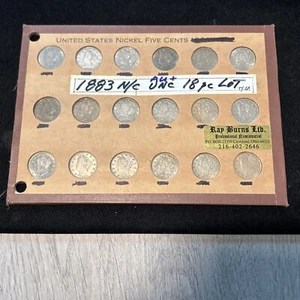 UNITED STATES NICKEL FIVE CENTS
1883 N/C UNC 18 pc LOT
Ray Burns Ltd.
Professional Numismatist
216-402-2646